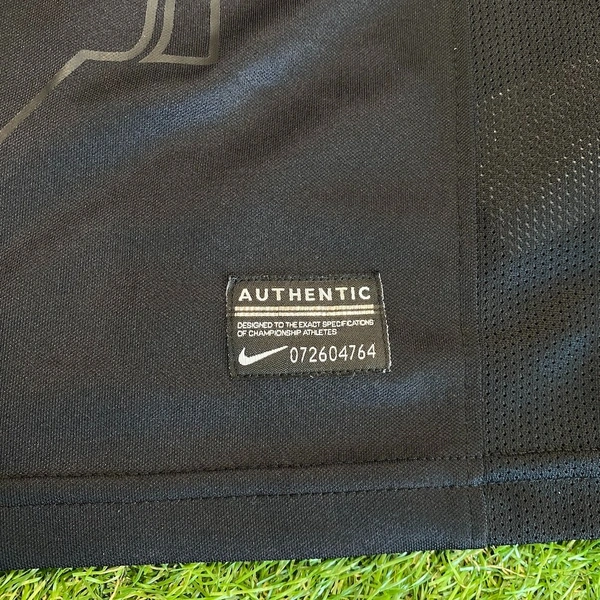 AUTHENTIC
DESIGNED TO THE EXACT SPECIFICATIONS
OF CHAMPIONSHIP ATHLETES
072604764